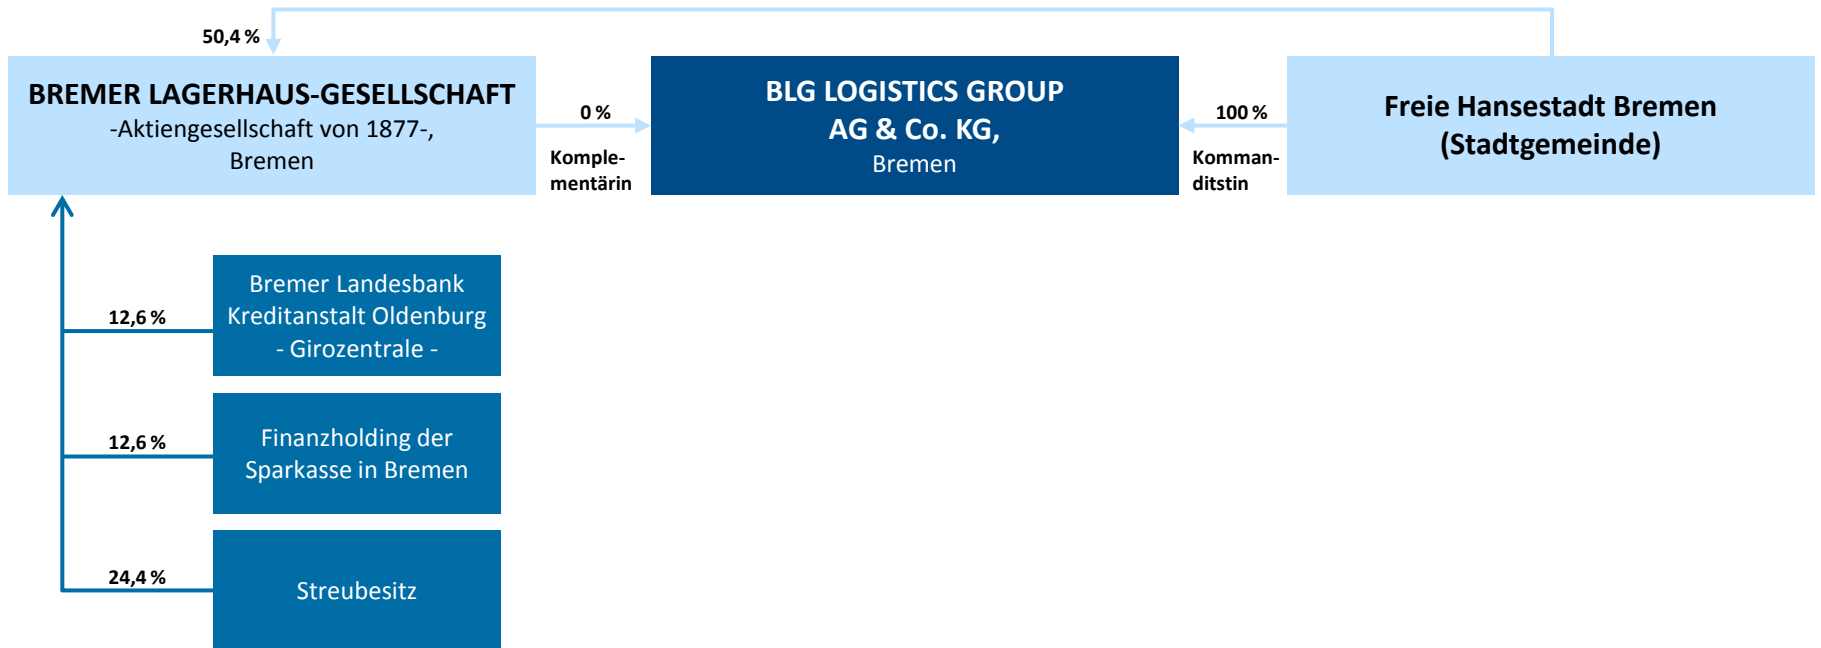 50,4 %
BREMER LAGERHAUS-GESELLSCHAFT
-Aktiengesellschaft von 1877-,
Bremen
0 %
Komple-
mentärin
BLG LOGISTICS GROUP
AG & Co. KG,
Bremen
100 %
Komman-
ditstin
Freie Hansestadt Bremen
(Stadtgemeinde)
12,6 %
Bremer Landesbank
Kreditanstalt Oldenburg
- Girozentrale -
12,6 %
Finanzholding der
Sparkasse in Bremen
24,4 %
Streubesitz